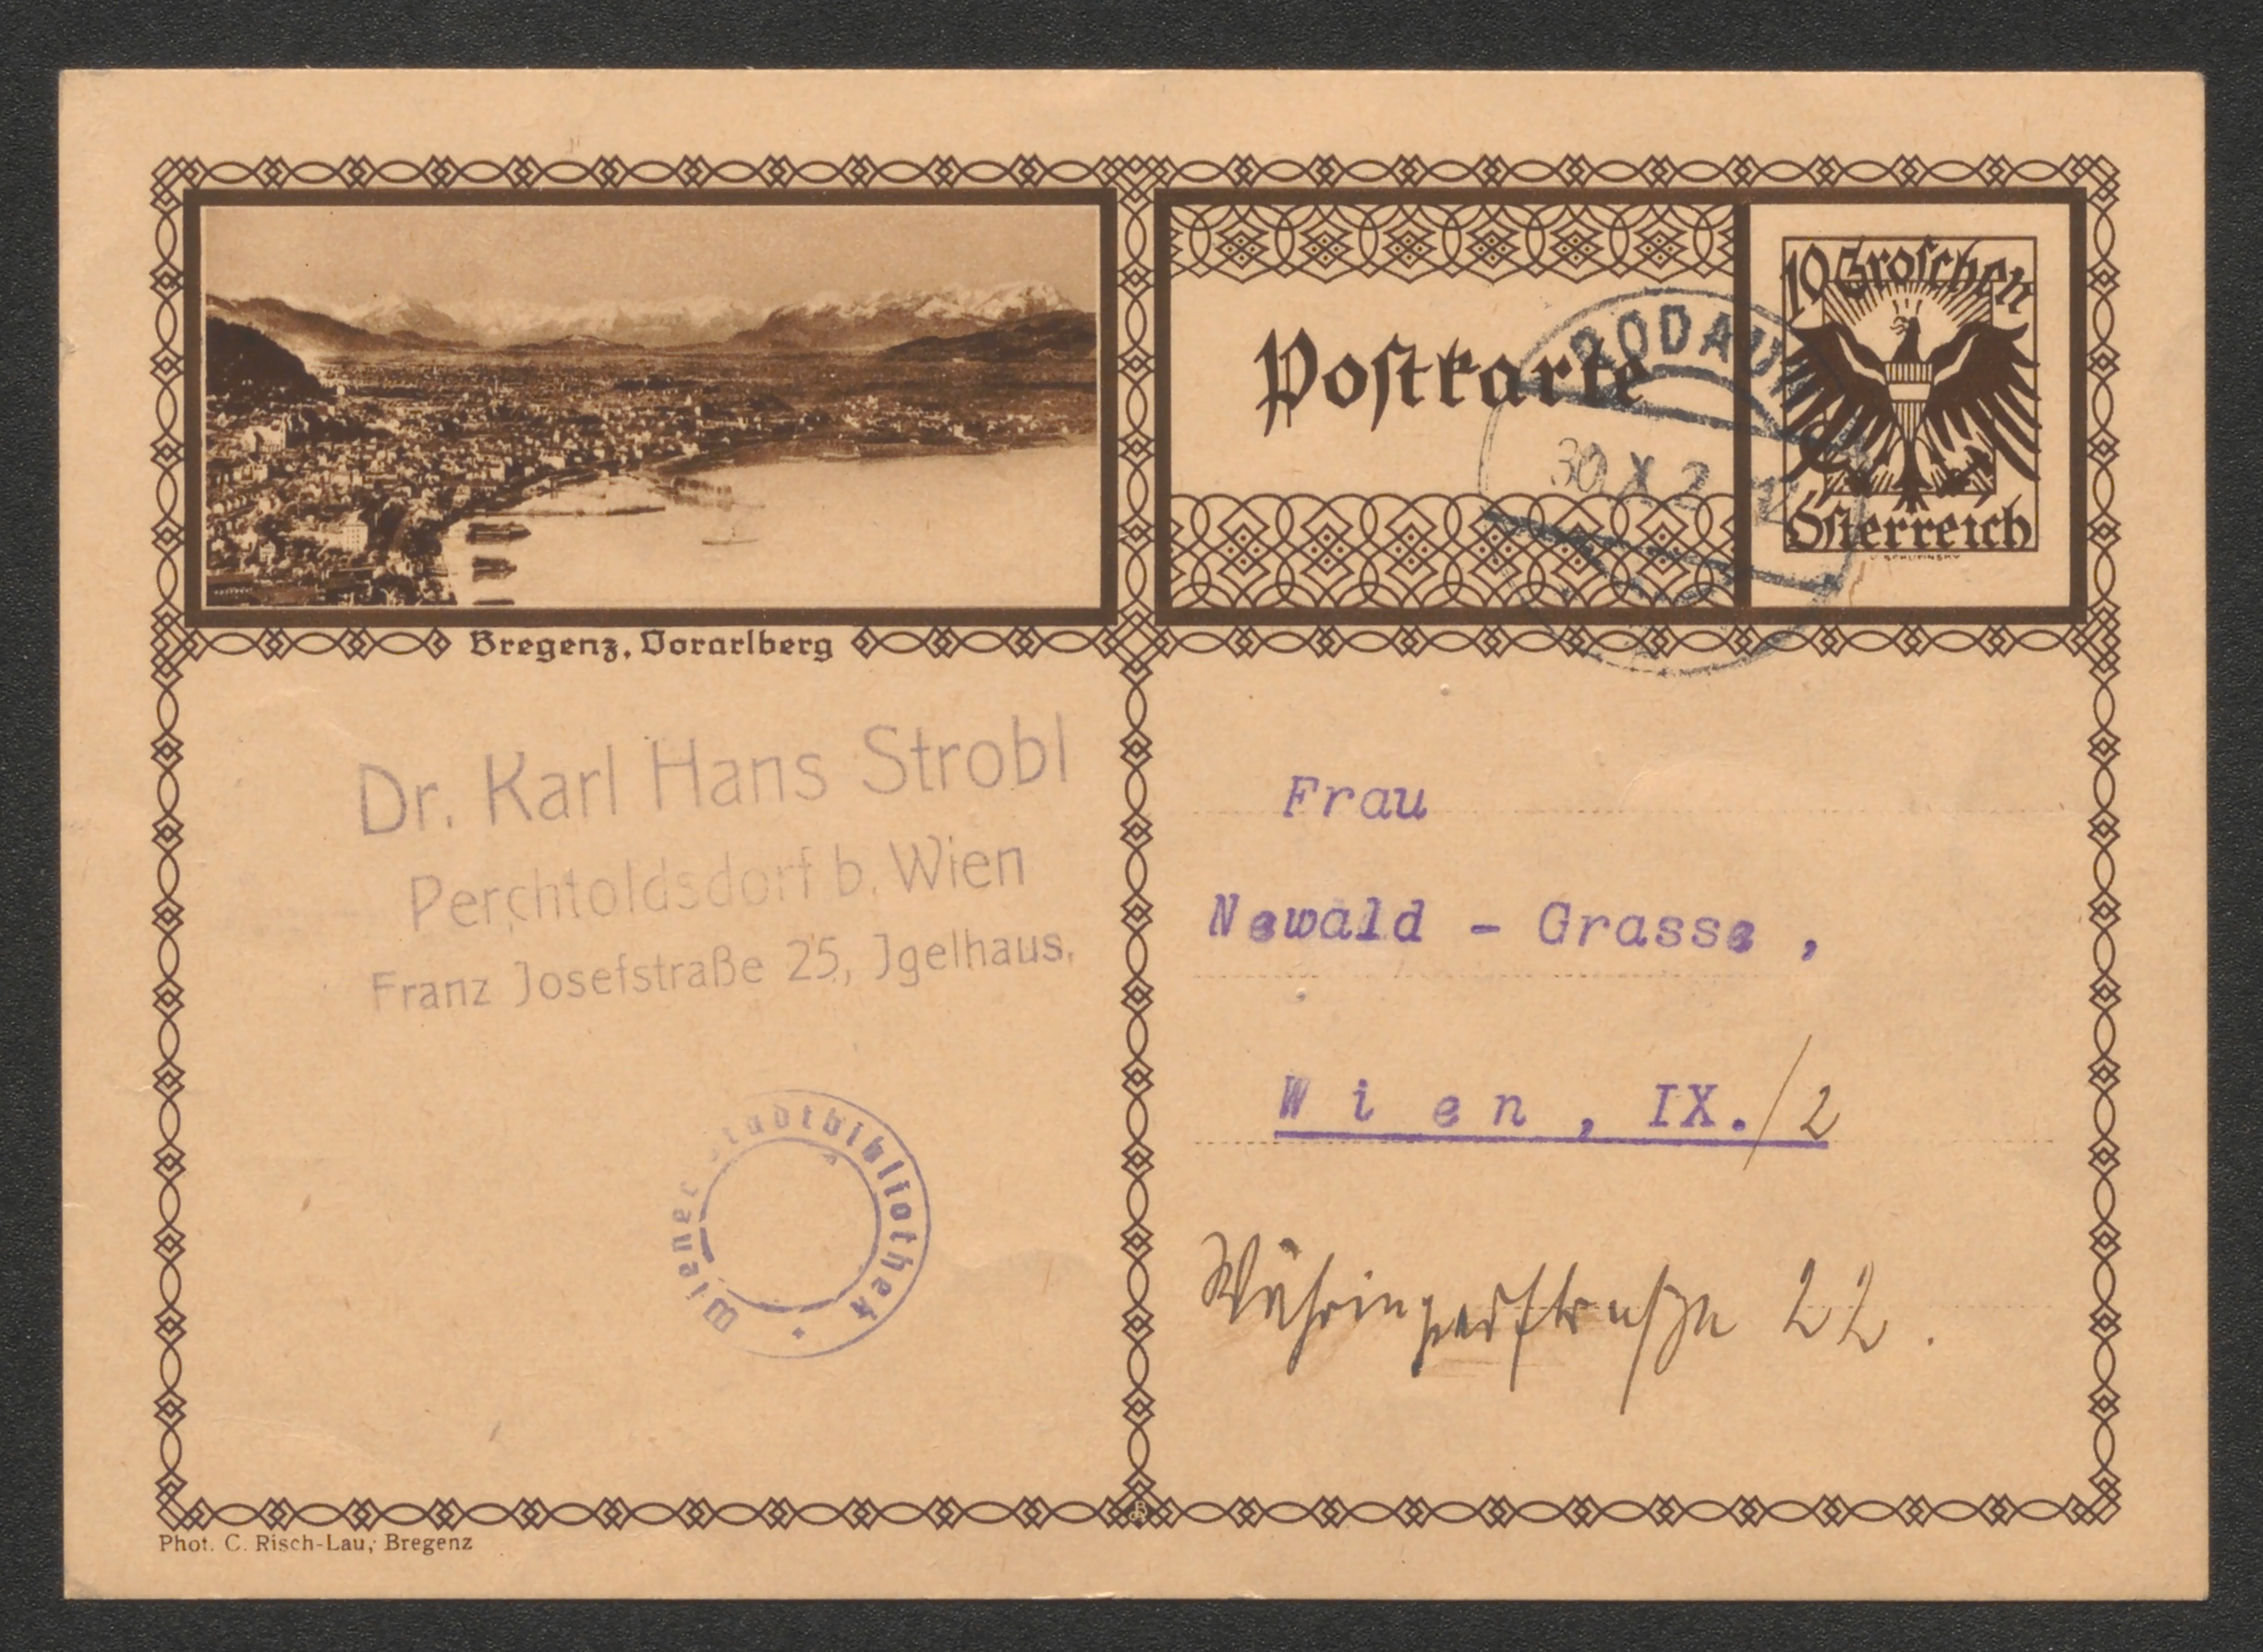 Bregenz, Vorarlberg
Dr. Karl Hans Strobl
Perchtoldsdorf b. Wien
Franz Josefstraße 25, Jgelhaus.
Wiener Stadtbibliothek
Phot. C. Risch-Lau, Bregenz
Postkarte
RODAUN
30 X 2
10 Groschen
Österreich
Frau
Newald - Grasse ,
Wien , IX./2
Währingerstraße 22.